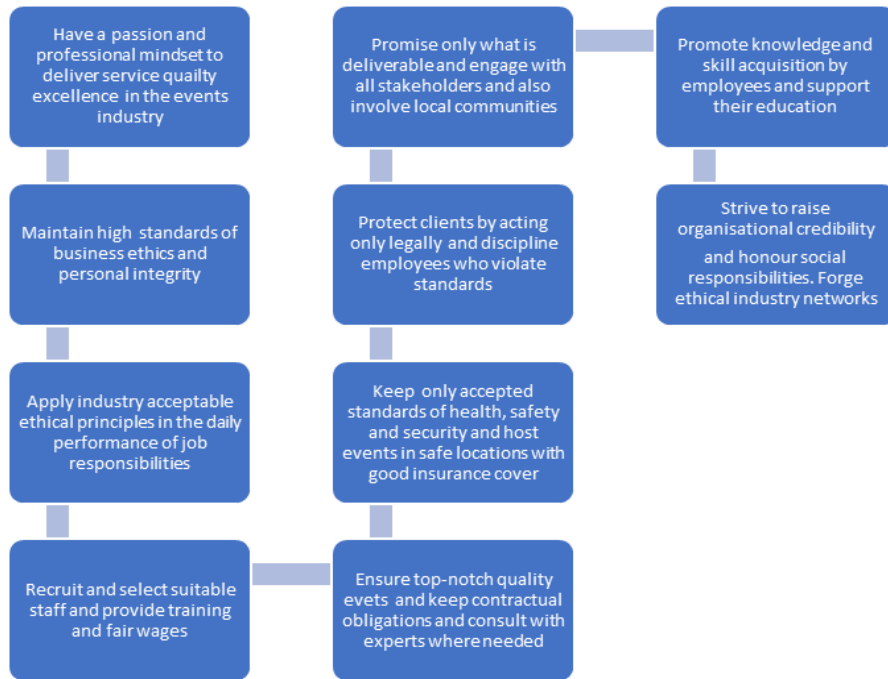 Have a passion and
professional mindset to
deliver service quailty
excellence in the events
industry
Maintain high standards of
business ethics and
personal integrity
Apply industry acceptable
ethical principles in the daily
performance of job
responsibilities
Recruit and select suitable
staff and provide training
and fair wages
Ensure top-notch quality
evets and keep contractual
obligations and consult with
experts where needed
Keep only accepted
standards of health, safety
and security and host
events in safe locations with
good insurance cover
Protect clients by acting
only legally and discipline
employees who violate
standards
Promise only what is
deliverable and engage with
all stakeholders and also
involve local communities
Promote knowledge and
skill acquisition by
employees and support
their education
Strive to raise
organisational credibility
and honour social
responsibilities. Forge
ethical industry networks